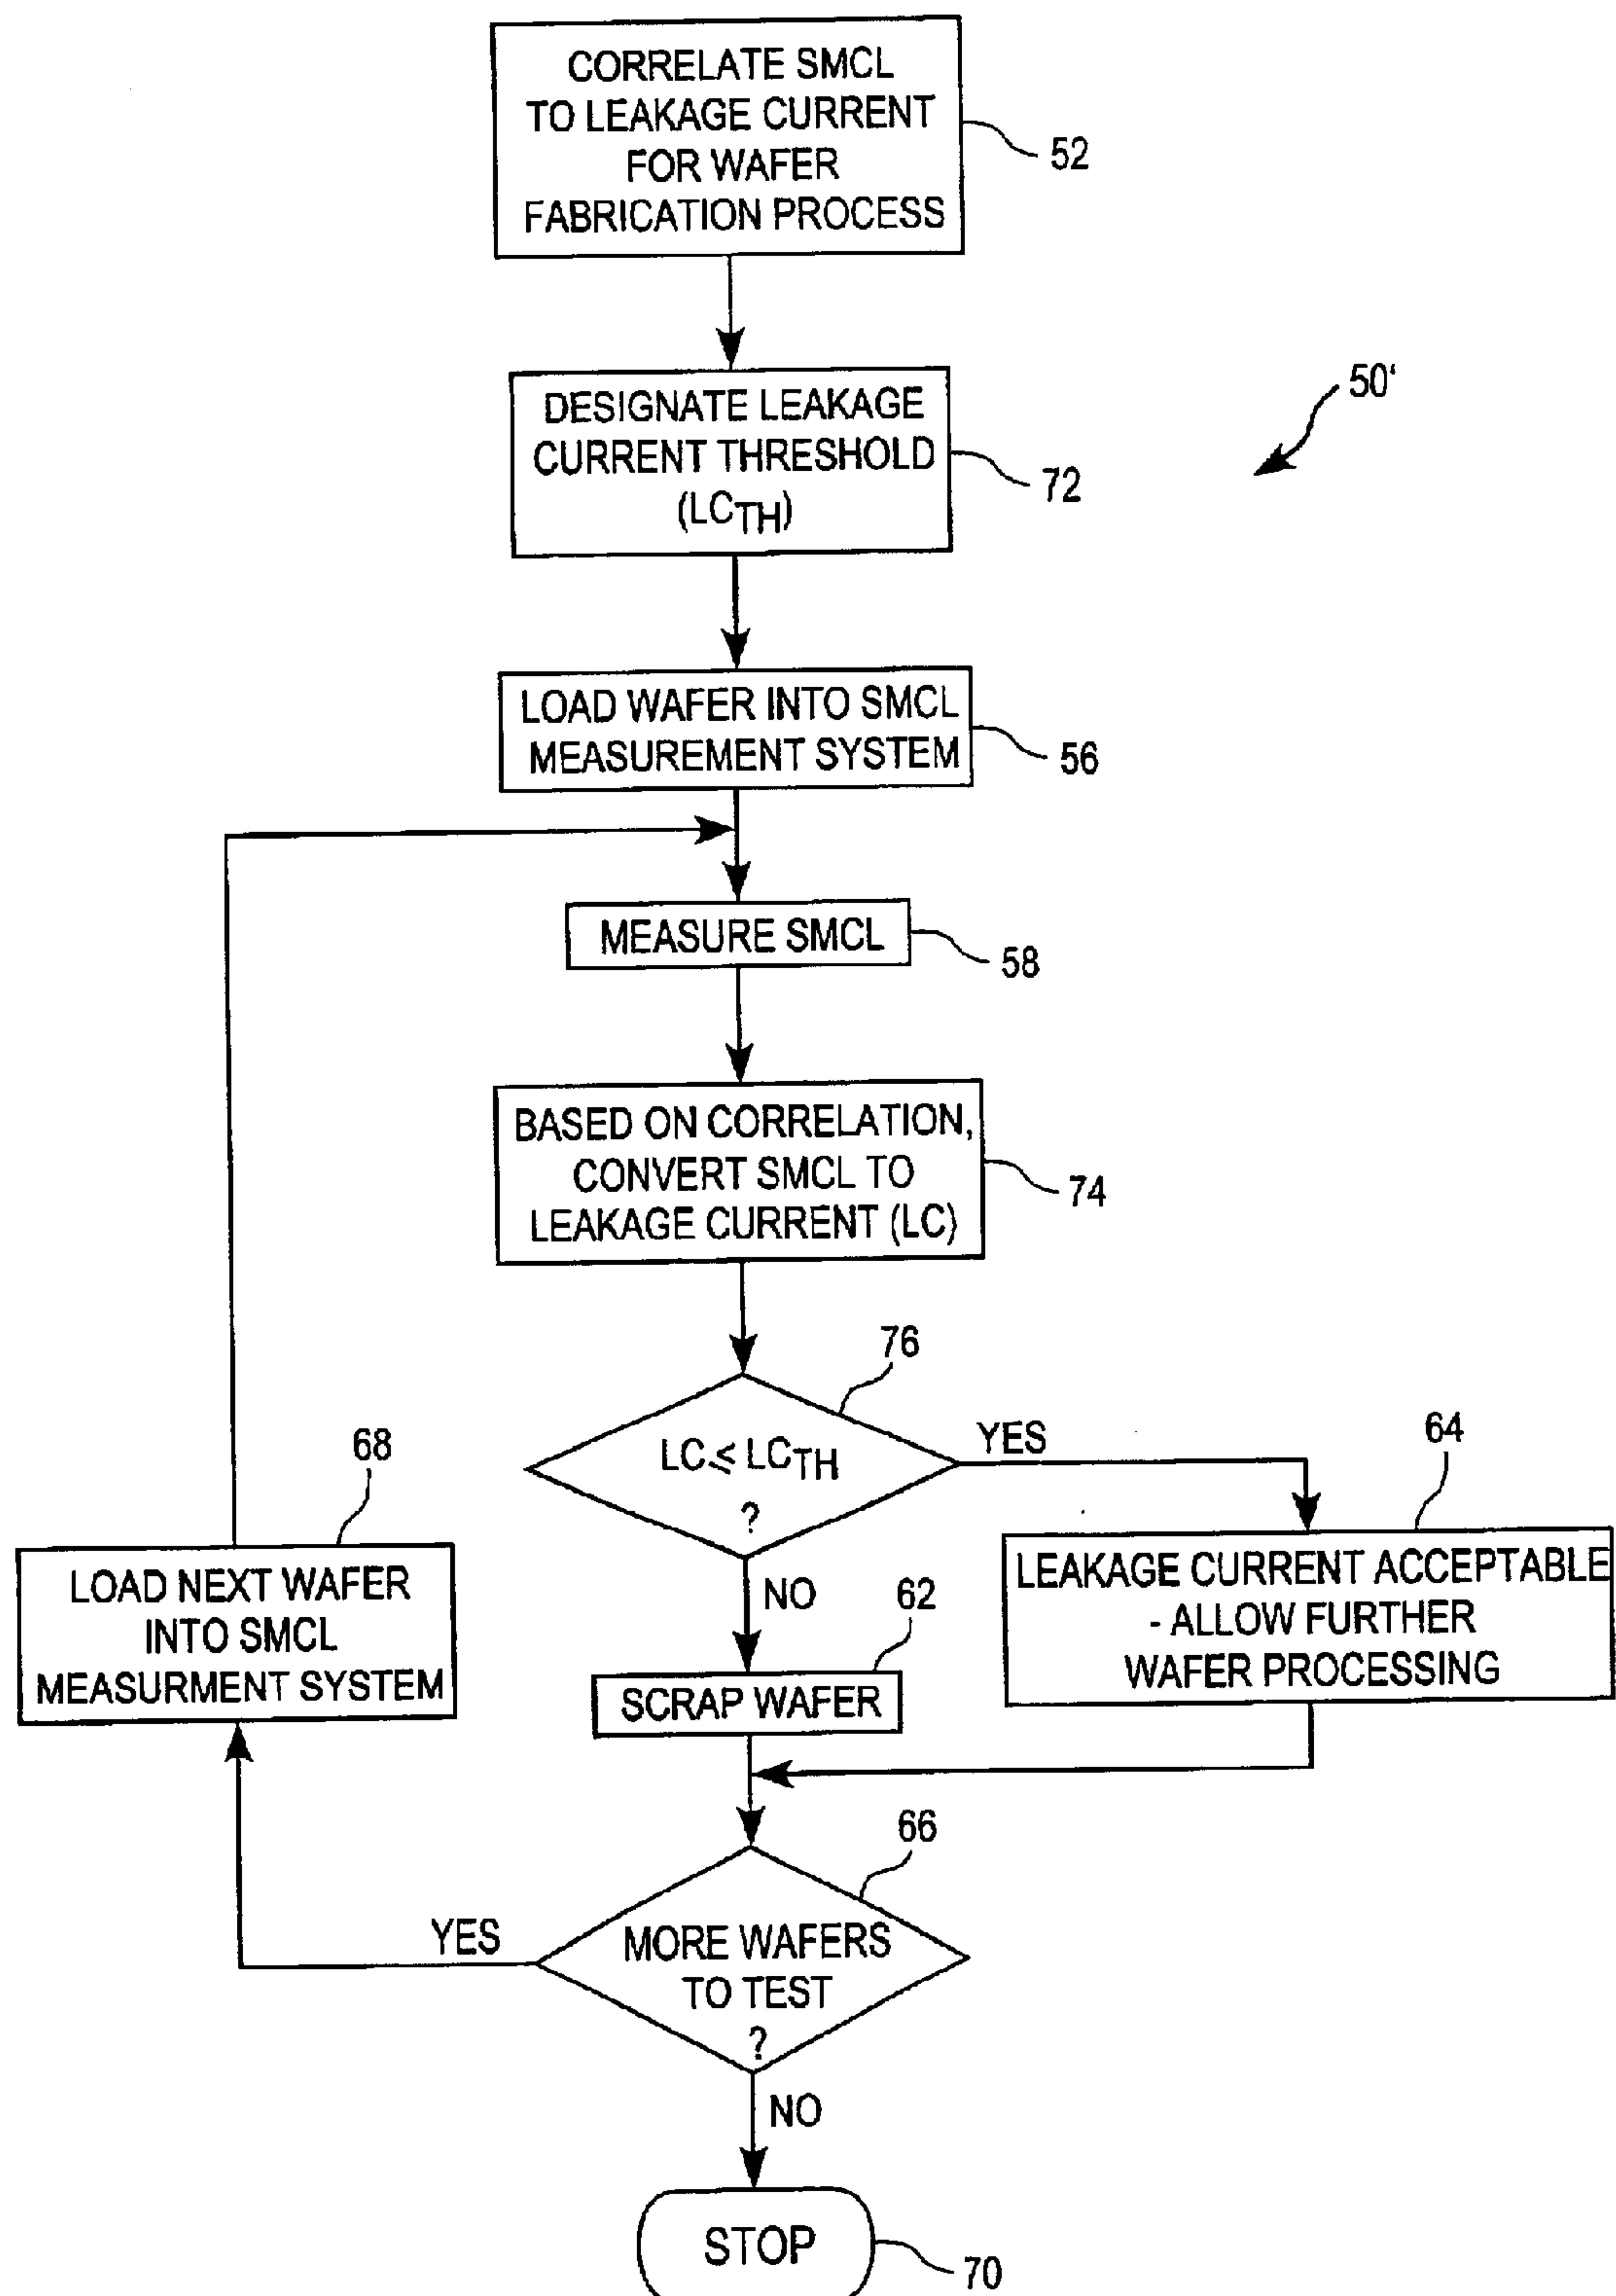 CORRELATE SMCL
TO LEAKAGE CURRENT
FOR WAFER
FABRICATION PROCESS
52
DESIGNATE LEAKAGE
CURRENT THRESHOLD
(LCTH)
72
50'
LOAD WAFER INTO SMCL
MEASUREMENT SYSTEM
56
MEASURE SMCL
58
BASED ON CORRELATION,
CONVERT SMCL TO
LEAKAGE CURRENT (LC)
74
76
LC ≤ LCTH
?
YES
NO
64
LEAKAGE CURRENT ACCEPTABLE
- ALLOW FURTHER
WAFER PROCESSING
68
LOAD NEXT WAFER
INTO SMCL
MEASURMENT SYSTEM
62
SCRAP WAFER
66
MORE WAFERS
TO TEST
?
YES
NO
STOP
70